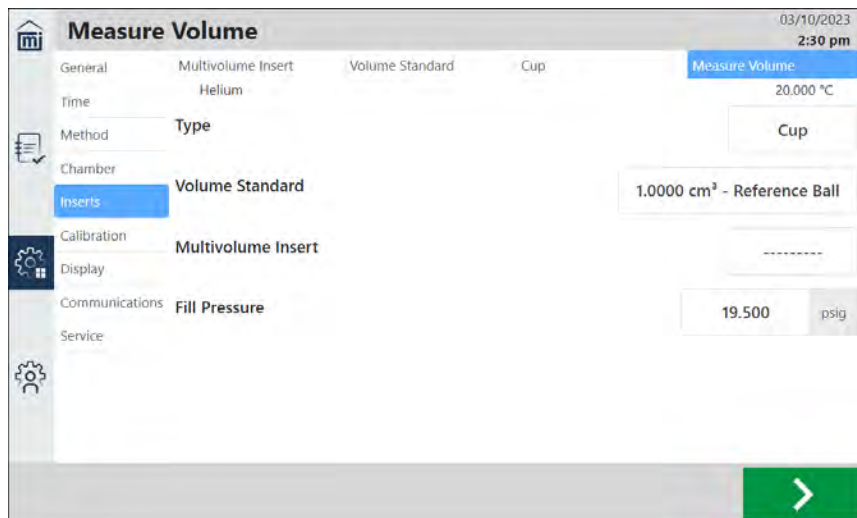 mi
Measure Volume
03/10/2023
2:30 pm
General
Time
Method
Chamber
Inserts
Calibration
Display
Communications
Service
Multivolume Insert
Volume Standard
Cup
Measure Volume
Helium
20.000 °C
Type
Cup
Volume Standard
1.0000 cm³ - Reference Ball
Multivolume Insert
---------
Fill Pressure
19.500
psig